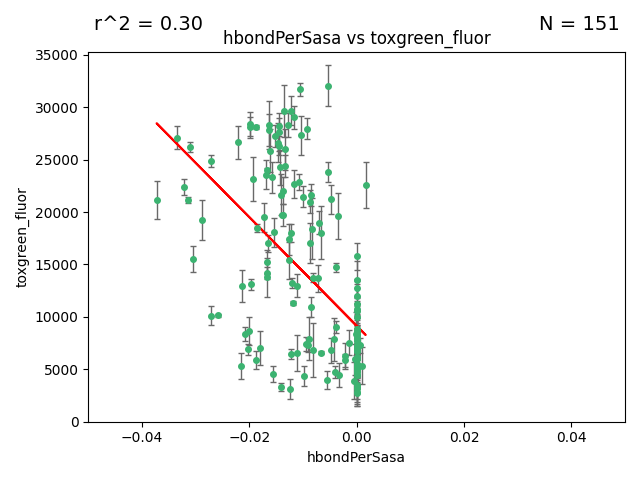 r^2 = 0.30
N = 151
hbondPerSasa vs toxgreen_fluor
35000
30000
25000
20000
15000
10000
5000
0
toxgreen_fluor
−0.04
−0.02
0.00
0.02
0.04
hbondPerSasa